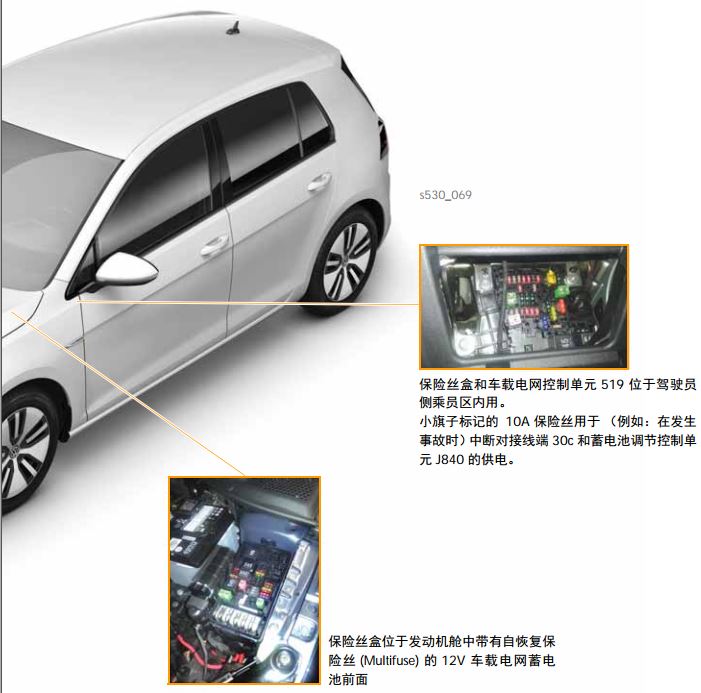 s530_069
保险丝盒和车载电网控制单元 519 位于驾驶员
侧乘员区内用。
小旗子标记的 10A 保险丝用于 （例如：在发生
事故时）中断对接线端 30c 和蓄电池调节控制单
元 J840 的供电。
保险丝盒位于发动机舱中带有自恢复保
险丝 (Multifuse) 的 12V 车载电网蓄电
池前面